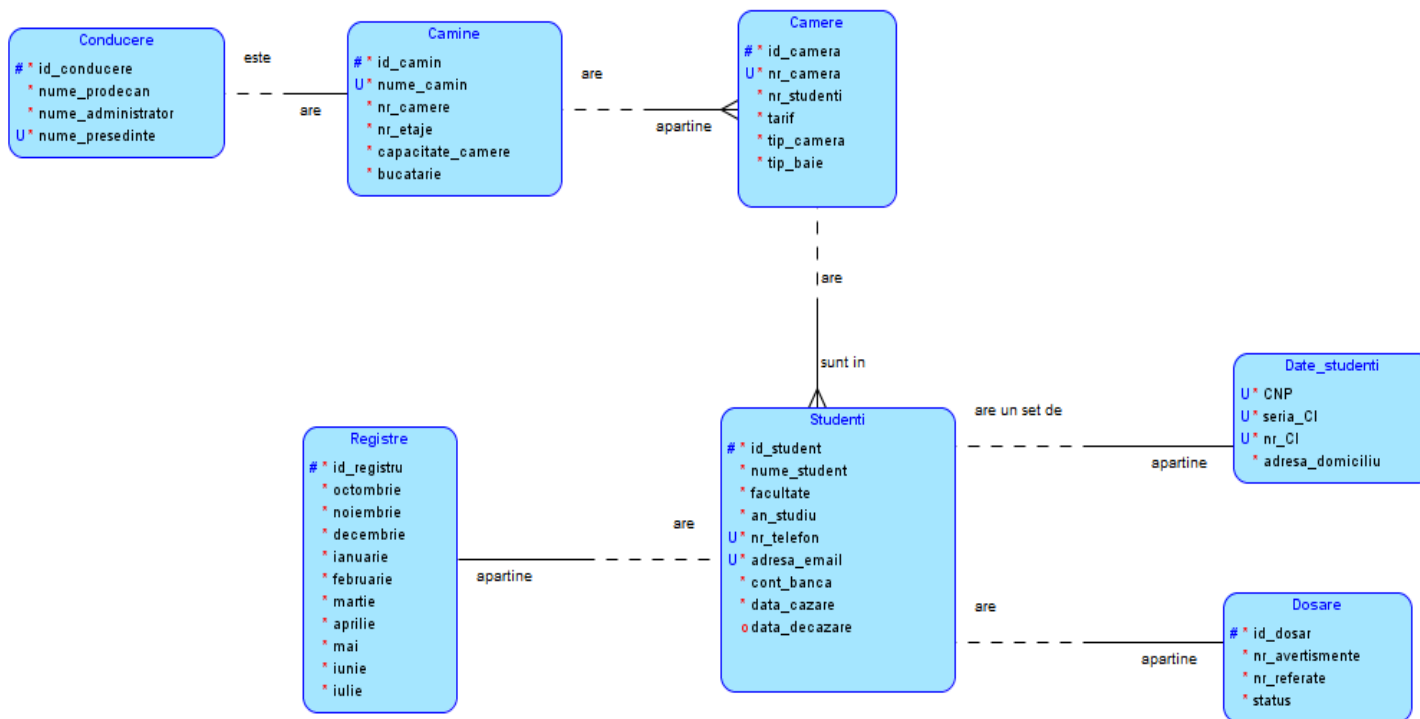 Conducere
# * id_conducere
* nume_prodecan
* nume_administrator
U * nume_presedinte
este
are
Camine
# * id_camin
U * nume_camin
* nr_camere
* nr_etaje
* capacitate_camere
* bucatarie
are
apartine
Camere
# * id_camera
U * nr_camera
* nr_studenti
* tarif
* tip_camera
* tip_baie
are
sunt in
Studenti
# * id_student
* nume_student
* facultate
* an_studiu
U * nr_telefon
U * adresa_email
* cont_banca
* data_cazare
o data_decazare
are un set de
apartine
Date_studenti
U * CNP
U * seria_CI
U * nr_CI
* adresa_domiciliu
Registre
# * id_registru
* octombrie
* noiembrie
* decembrie
* ianuarie
* februarie
* martie
* aprilie
* mai
* iunie
* iulie
are
apartine
are
apartine
Dosare
# * id_dosar
* nr_avertismente
* nr_referate
* status